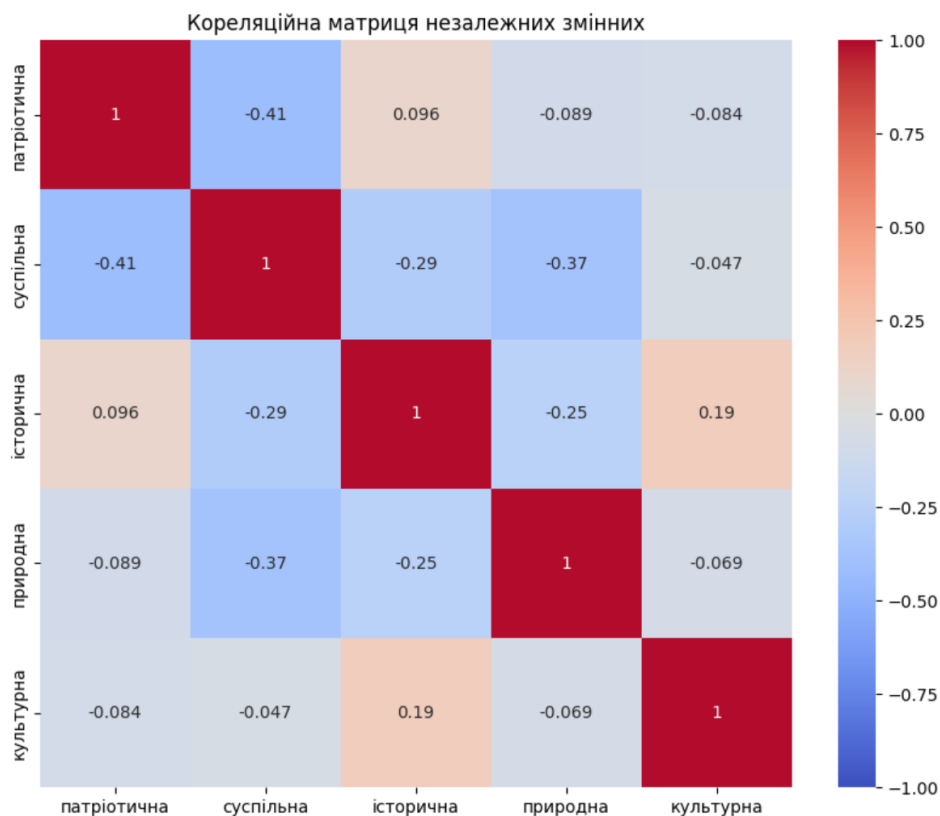 Кореляційна матриця незалежних змінних
патріотична 1 -0.41 0.096 -0.089 -0.084
суспільна -0.41 1 -0.29 -0.37 -0.047
історична 0.096 -0.29 1 -0.25 0.19
природна -0.089 -0.37 -0.25 1 -0.069
культурна -0.084 -0.047 0.19 -0.069 1
патріотична суспільна історична природна культурна
1.00
0.75
0.50
0.25
0.00
−0.25
−0.50
−0.75
−1.00